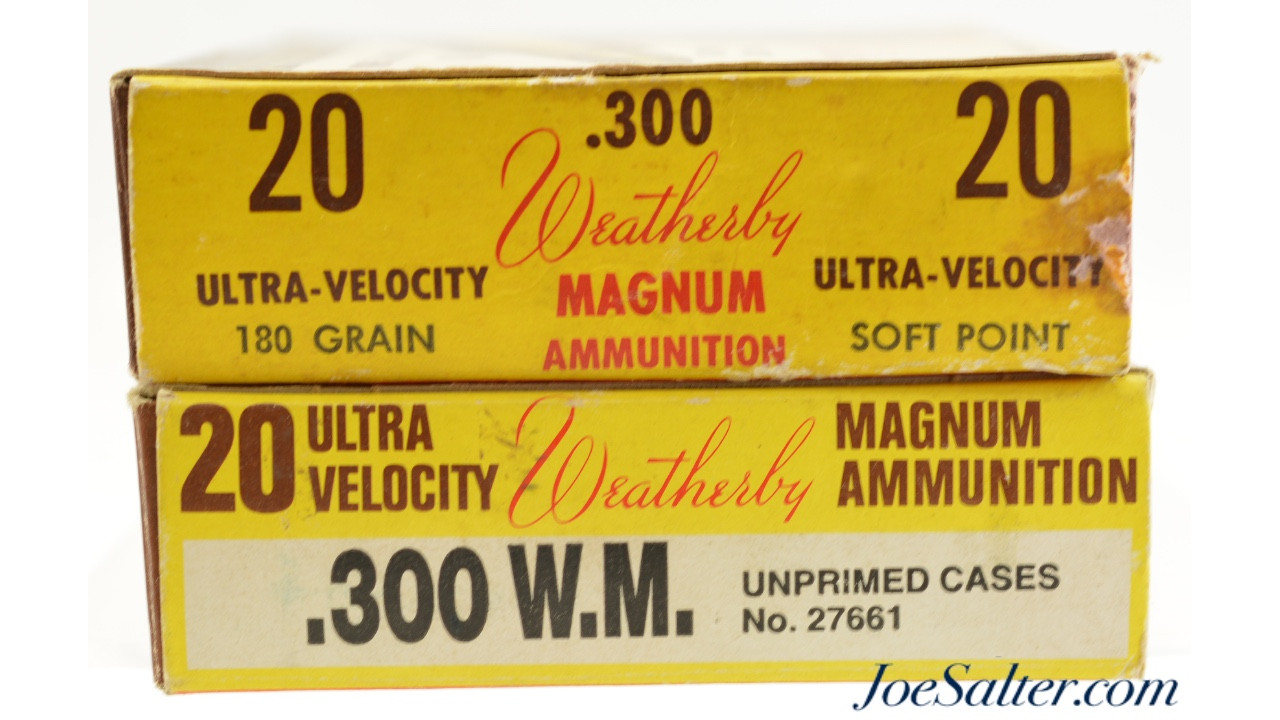 20 .300 20
Weatherby
ULTRA-VELOCITY MAGNUM ULTRA-VELOCITY
180 GRAIN AMMUNITION SOFT POINT
20 ULTRA VELOCITY Weatherby MAGNUM AMMUNITION
.300 W.M. UNPRIMED CASES
No. 27661
JoeSalter.com